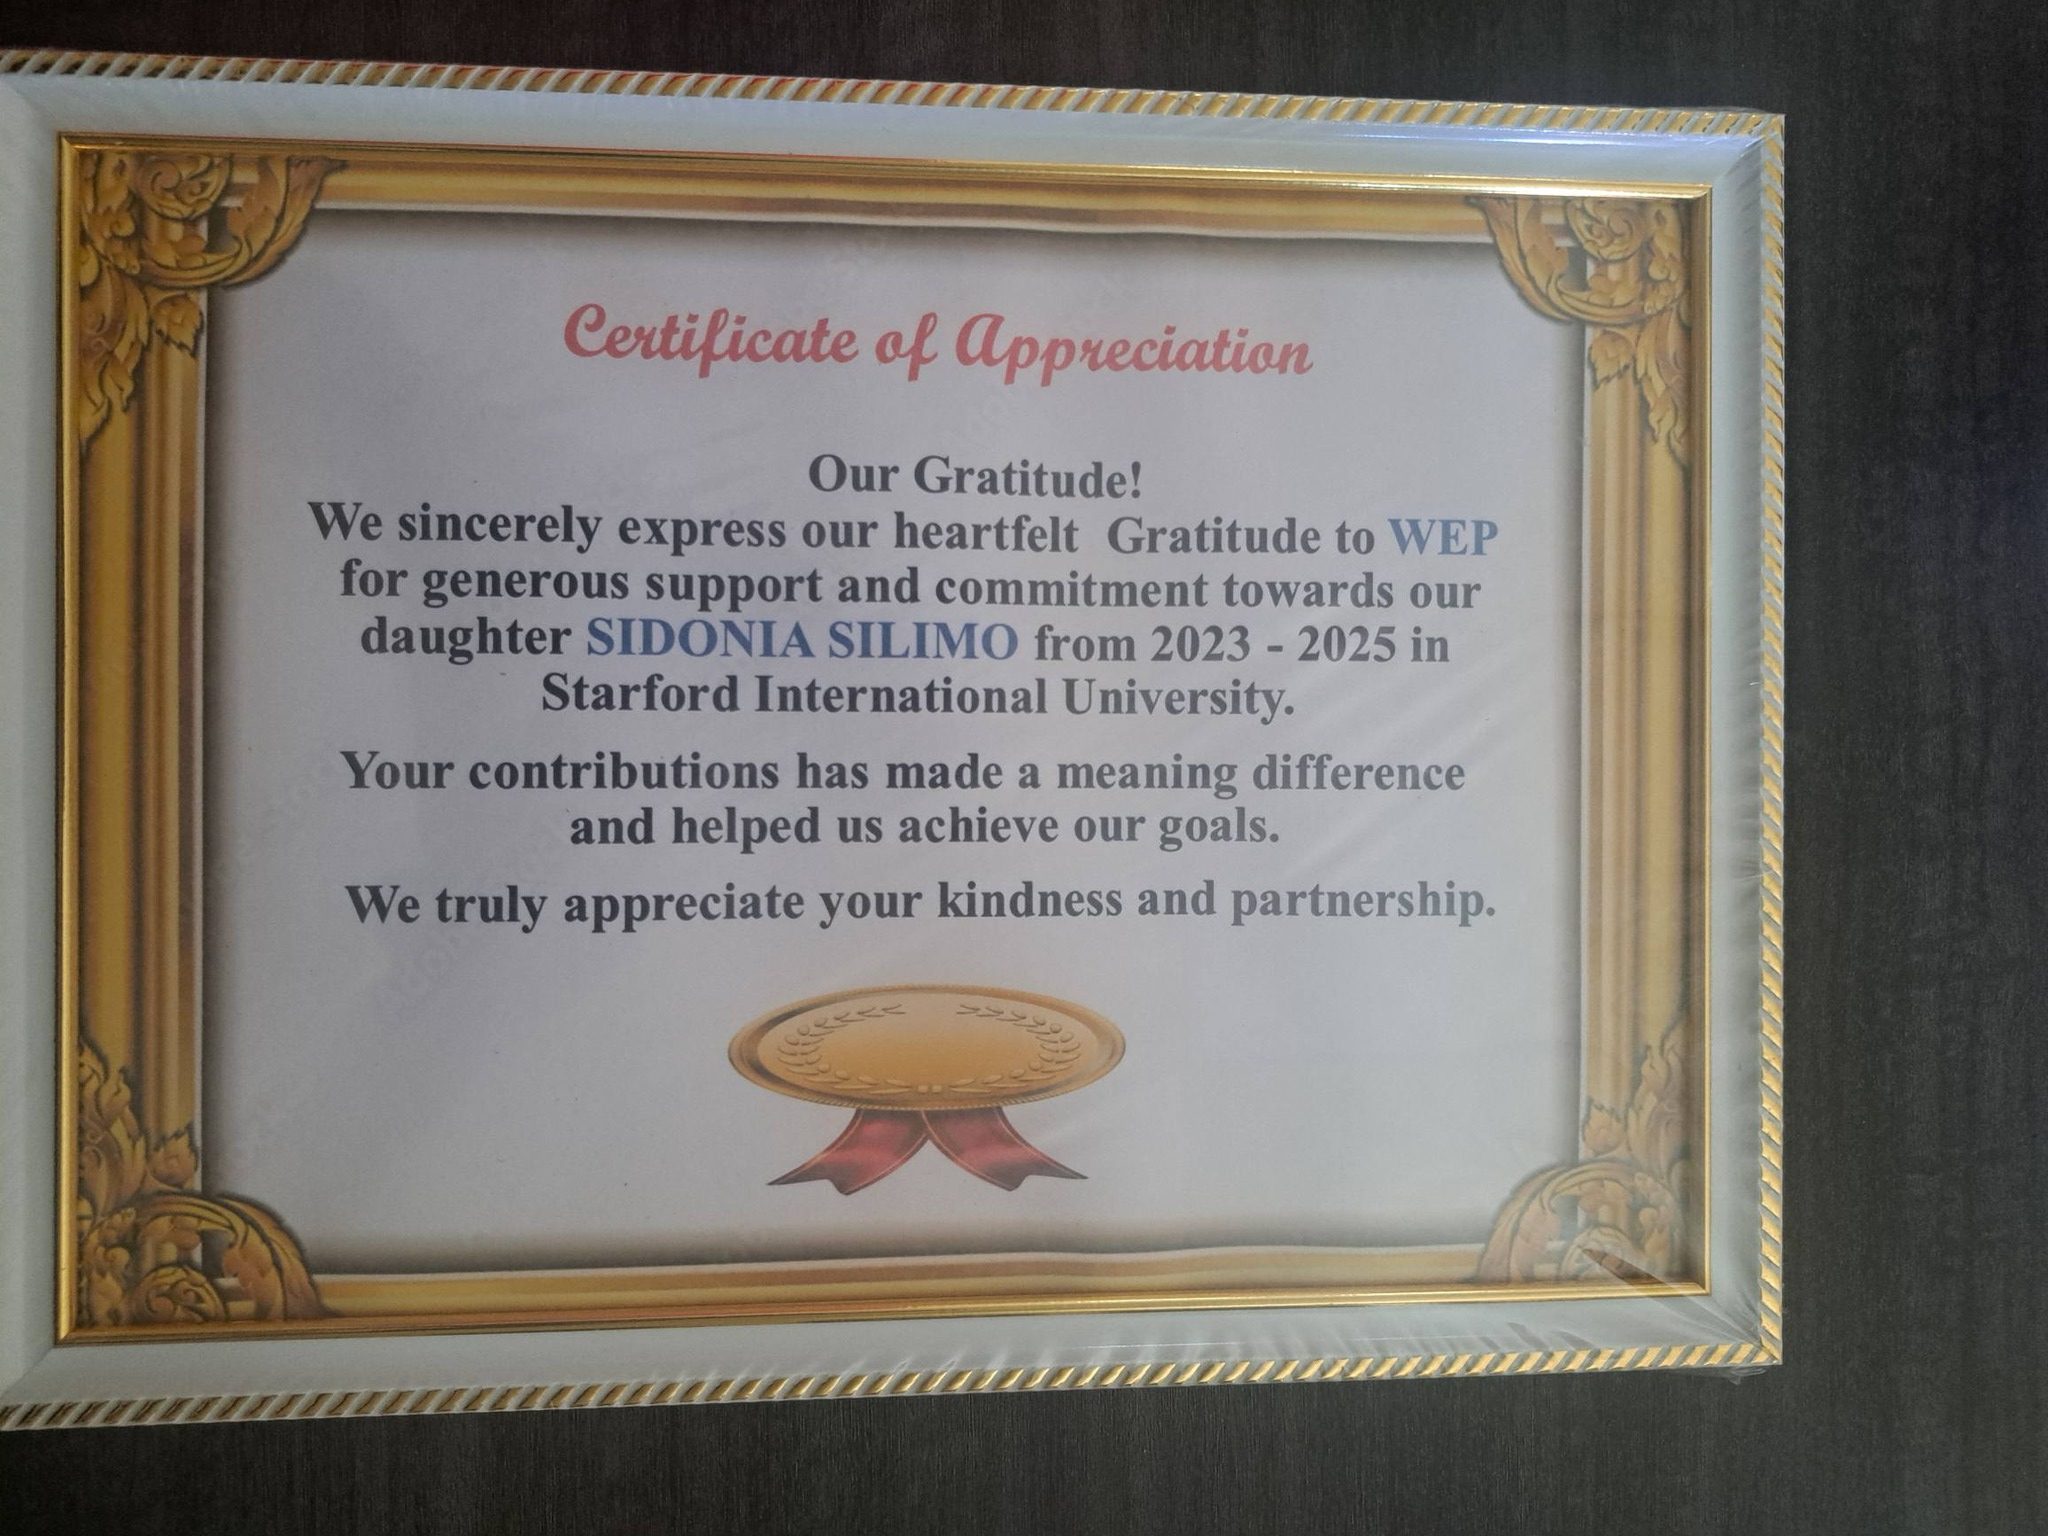 Certificate of Appreciation
Our Gratitude!
We sincerely express our heartfelt Gratitude to WEP
for generous support and commitment towards our
daughter SIDONIA SILIMO from 2023 - 2025 in
Starford International University.
Your contributions has made a meaning difference
and helped us achieve our goals.
We truly appreciate your kindness and partnership.